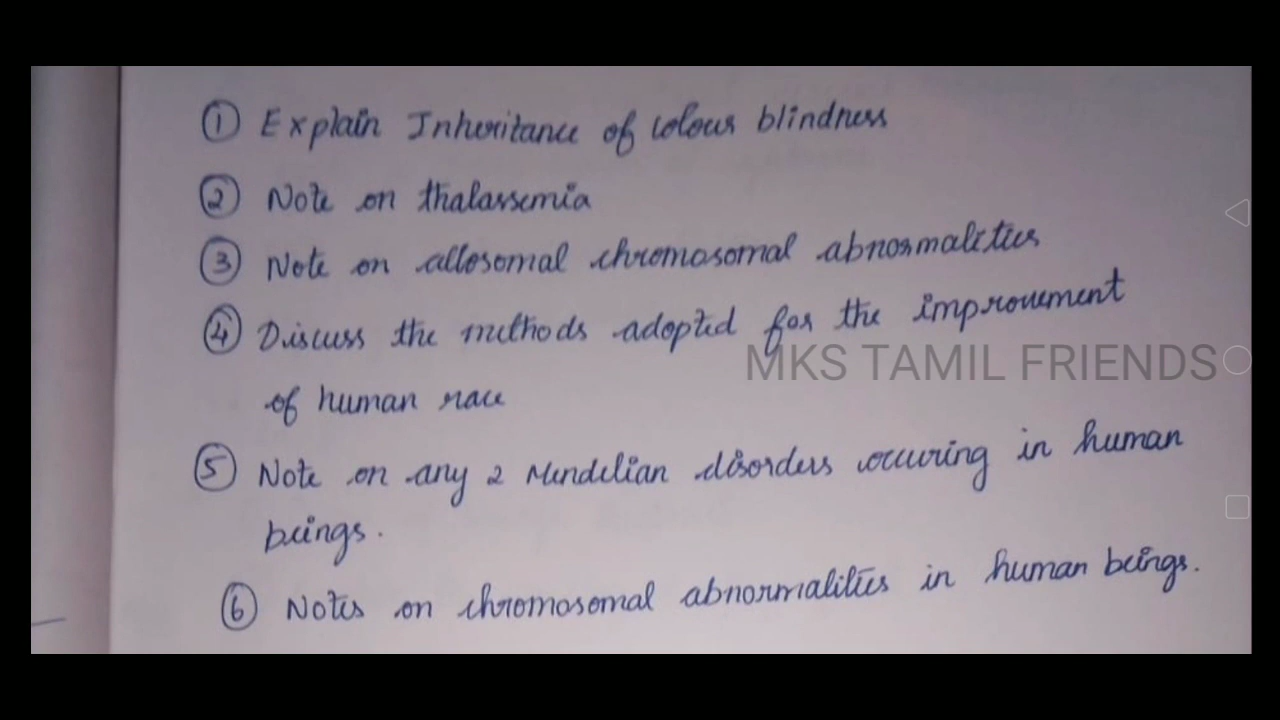 ① Explain Inheritance of colour blindness
② Note on thalassemia
③ Note on allosomal chromosomal abnormalities
④ Discuss the methods adopted for the improvement
MKS TAMIL FRIENDS
of human race
⑤ Note on any 2 Mendelian disorders occuring in human
beings.
⑥ Notes on chromosomal abnormalities in human beings.